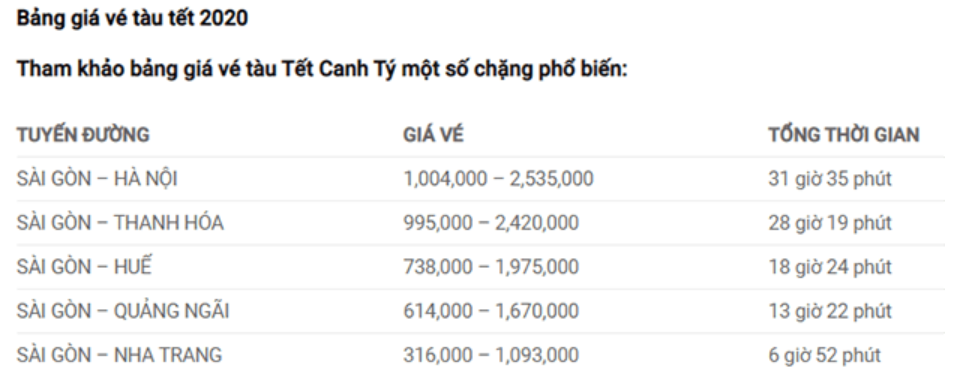 Bảng giá vé tàu tết 2020
Tham khảo bảng giá vé tàu Tết Canh Tý một số chặng phổ biến:
TUYẾN ĐƯỜNG GIÁ VÉ TỔNG THỜI GIAN
SÀI GÒN – HÀ NỘI 1,004,000 – 2,535,000 31 giờ 35 phút
SÀI GÒN – THANH HÓA 995,000 – 2,420,000 28 giờ 19 phút
SÀI GÒN – HUẾ 738,000 – 1,975,000 18 giờ 24 phút
SÀI GÒN – QUẢNG NGÃI 614,000 – 1,670,000 13 giờ 22 phút
SÀI GÒN – NHA TRANG 316,000 – 1,093,000 6 giờ 52 phút